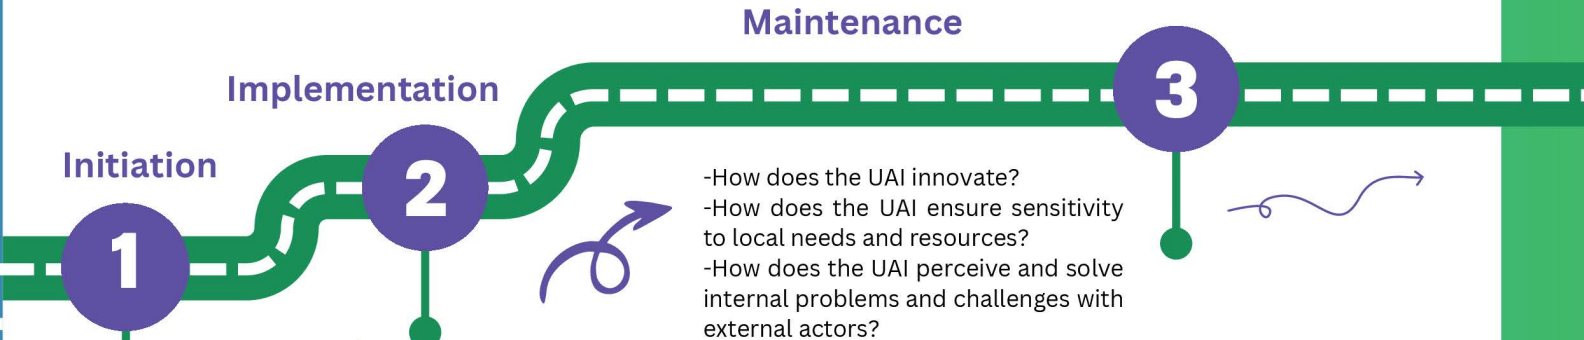 Maintenance
Implementation
Initiation
1
2
3
-How does the UAI innovate?
-How does the UAI ensure sensitivity
to local needs and resources?
-How does the UAI perceive and solve
internal problems and challenges with
external actors?